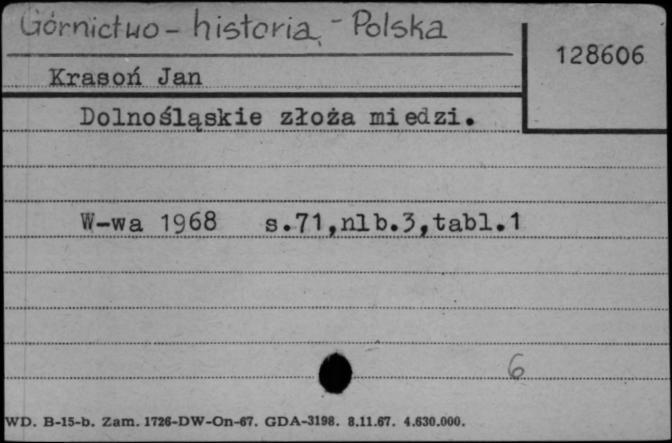 Górnictwo - historia, - Polska
128606
Krasoń Jan
Dolnośląskie złoża miedzi.
W-wa 1968 s.71,nlb.3,tabl.1
6
WD. B-15-b. Zam. 1726-DW-On-67. GDA-3198. 8.11.67. 4.630.000.